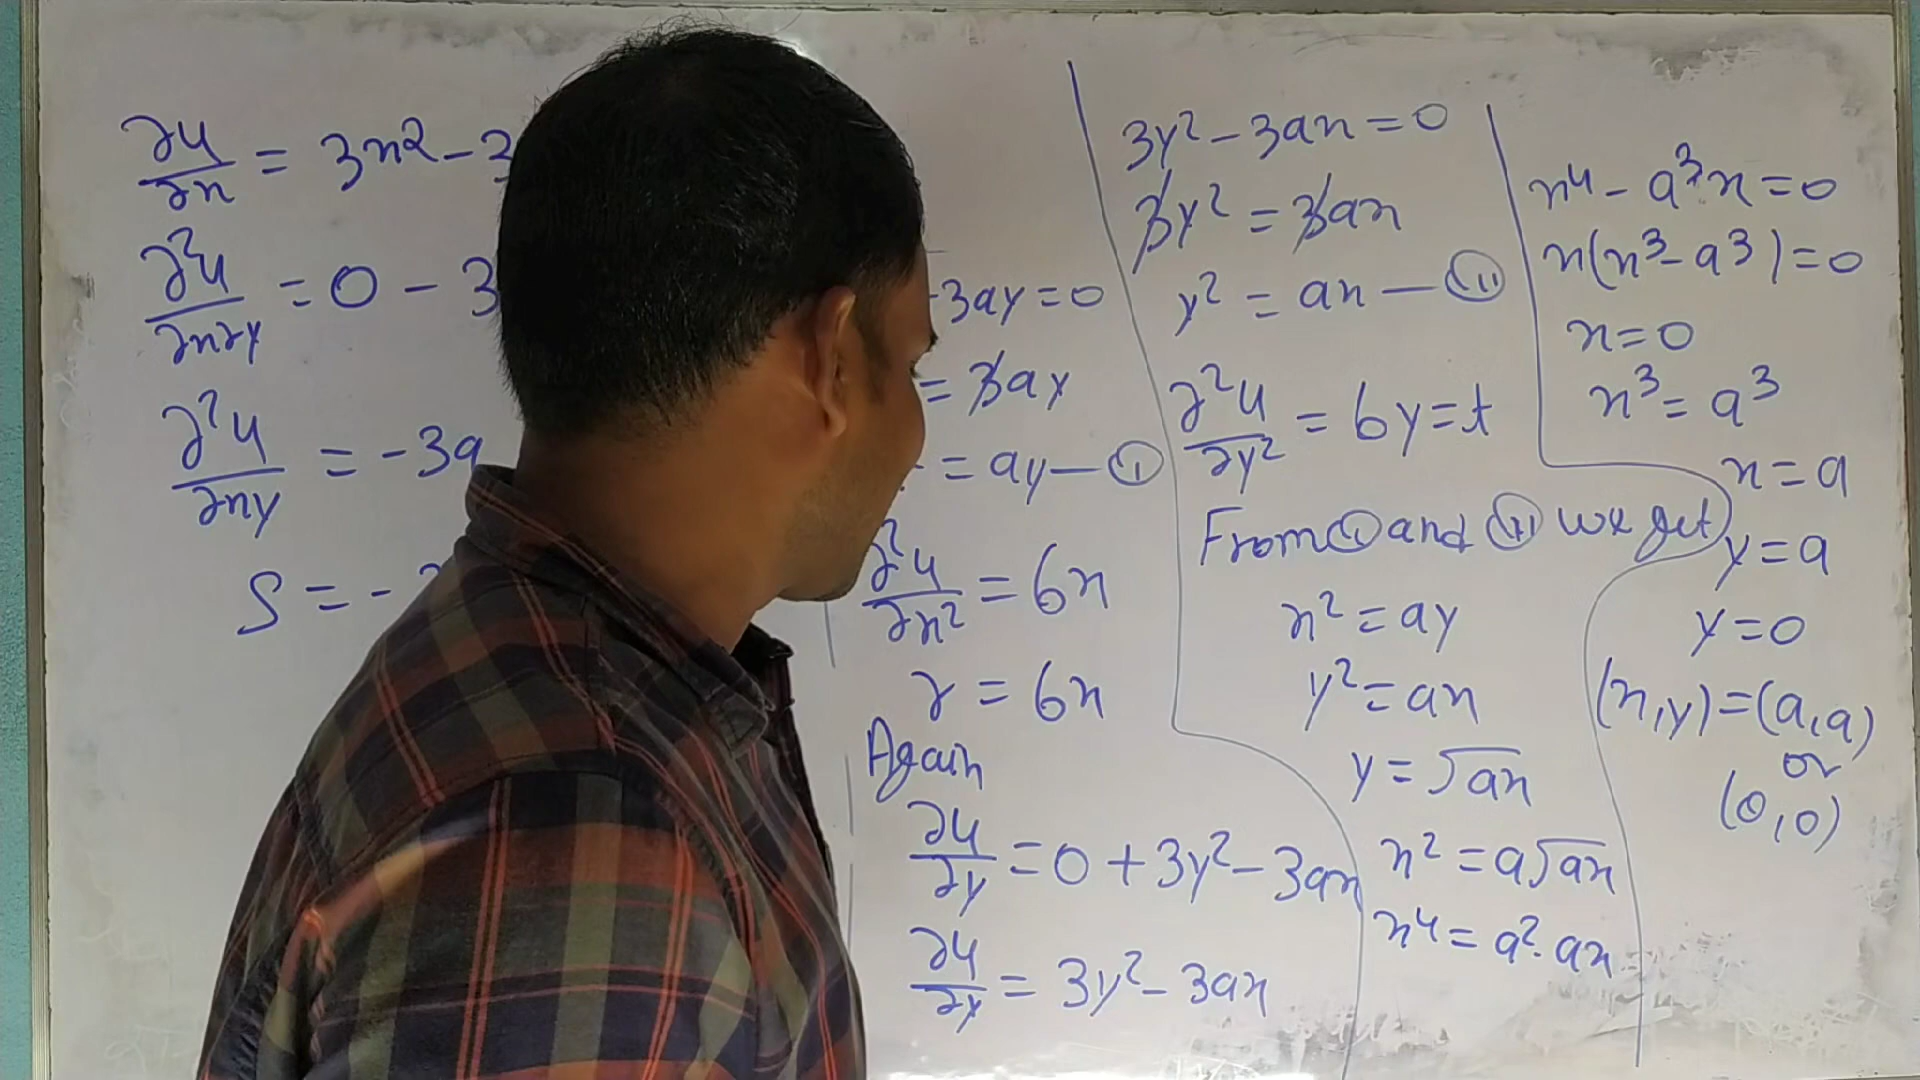 ∂u/∂x = 3x² - 3
∂²u/∂x∂y = 0 - 3
∂²u/∂xy = -3a
S = -
-3ay = 0
= 3ay
= ay — (i)
∂²u/∂x² = 6x
r = 6x
Again
∂u/∂y = 0 + 3y² - 3ax
∂u/∂y = 3y² - 3ax
3y² - 3ax = 0
3y² = 3ax
y² = ax — (ii)
∂²u/∂y² = 6y = t
From (i) and (ii) we get
x² = ay
y² = ax
y = √ax
x² = a√ax
x⁴ = a². ax
x⁴ - a³x = 0
x(x³ - a³) = 0
x = 0
x³ = a³
x = a
y = a
y = 0
(x,y) = (a,a)
or
(0,0)